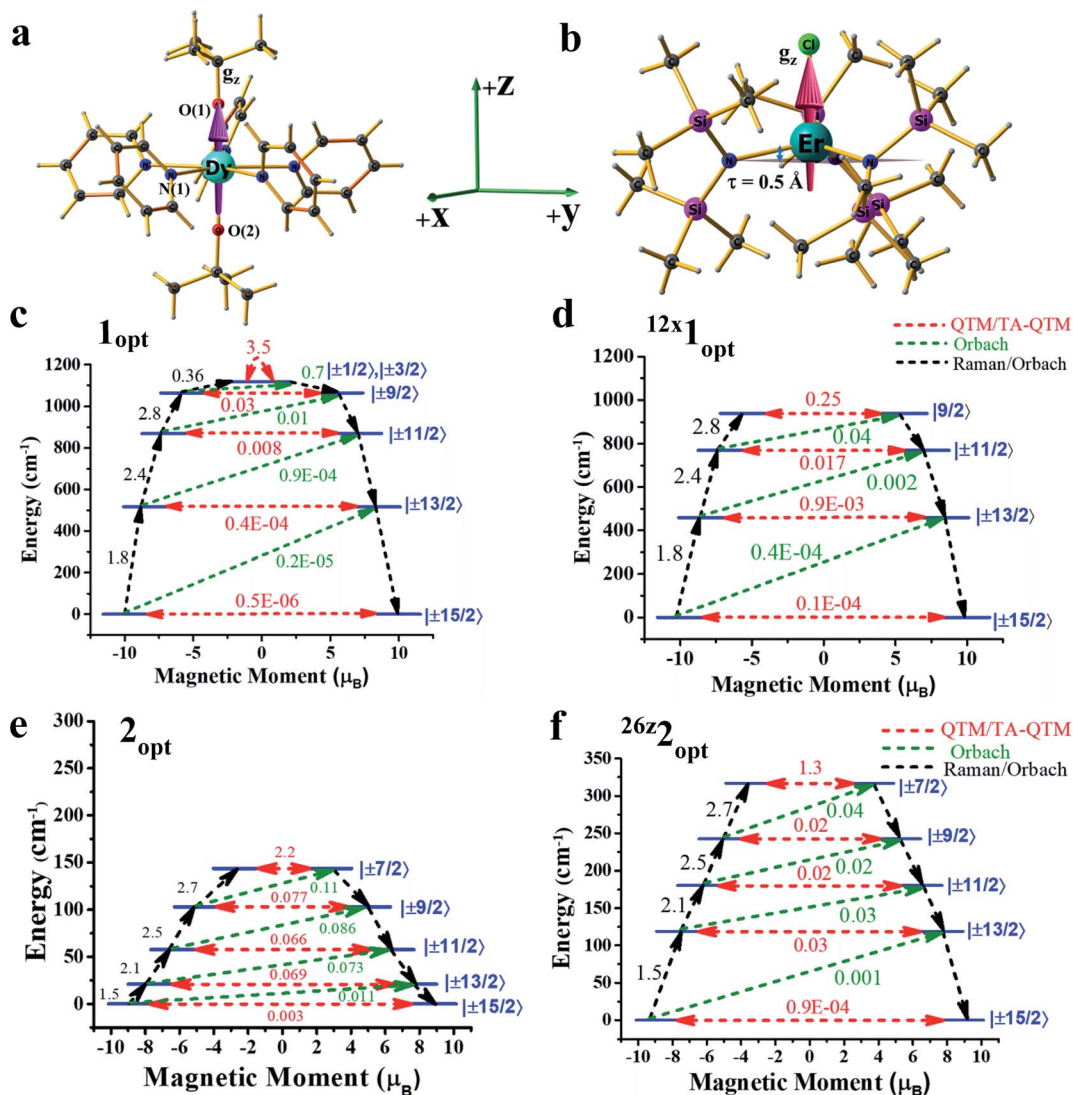 a
g_z
O(1)
Dy
N
N
N
N(1)
O(2)
+z
+x
+y
b
Cl
g_z
Si
Si
Er
N
N
τ = 0.5 Å
Si
Si
Si
c
1_opt
Energy (cm⁻¹)
1200
1000
800
600
400
200
0
3.5
|±1/2⟩,|±3/2⟩
0.36
0.7
|±9/2⟩
0.03
2.8
0.01
|±11/2⟩
0.008
2.4
0.9E-04
|±13/2⟩
0.4E-04
1.8
0.2E-05
0.5E-06
|±15/2⟩
-10 -5 0 5 10
Magnetic Moment (μ_B)
d
^12x1_opt
QTM/TA-QTM
Orbach
Raman/Orbach
Energy (cm⁻¹)
1200
1000
800
600
400
200
0
0.25
|9/2⟩
2.8
0.04
|±11/2⟩
0.017
2.4
0.002
|±13/2⟩
0.9E-03
1.8
0.4E-04
0.1E-04
|±15/2⟩
-10 -5 0 5 10
Magnetic Moment (μ_B)
e
2_opt
Energy (cm⁻¹)
300
250
200
150
100
50
0
2.2
|±7/2⟩
2.7
0.11
0.077
|±9/2⟩
2.5
0.086
0.066
|±11/2⟩
2.1
0.073
0.069
|±13/2⟩
1.5
0.011
0.003
|±15/2⟩
-10 -8 -6 -4 -2 0 2 4 6 8 10
Magnetic Moment (μ_B)
f
^26z2_opt
QTM/TA-QTM
Orbach
Raman/Orbach
Energy (cm⁻¹)
350
300
250
200
150
100
50
0
1.3
|±7/2⟩
2.7
0.04
0.02
|±9/2⟩
2.5
0.02
0.02
|±11/2⟩
2.1
0.03
0.03
|±13/2⟩
1.5
0.001
0.9E-04
|±15/2⟩
-10 -8 -6 -4 -2 0 2 4 6 8 10
Magnetic Moment (μ_B)